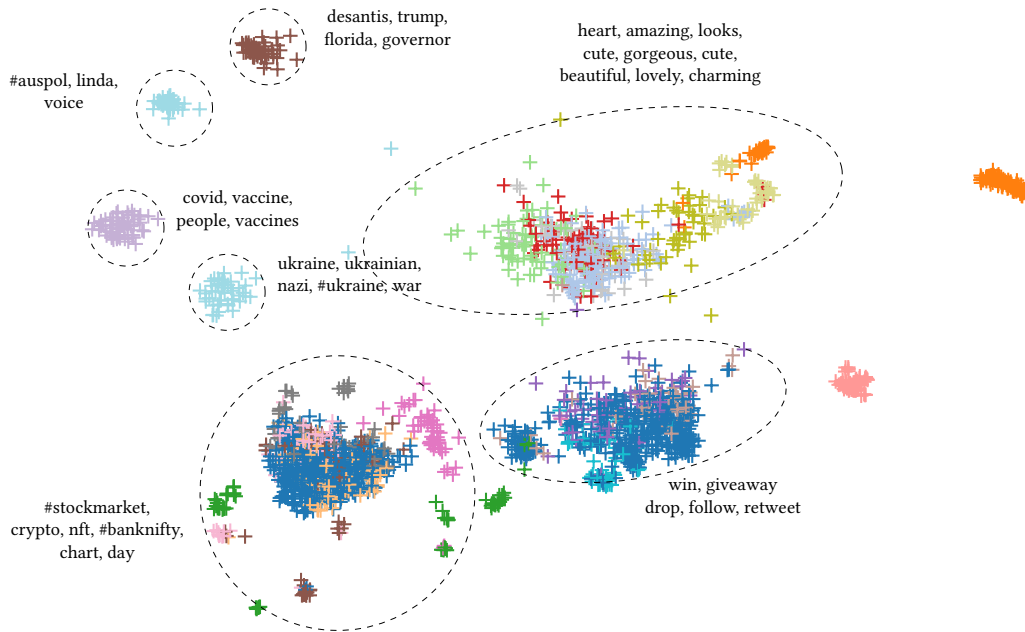 desantis, trump,
florida, governor
heart, amazing, looks,
cute, gorgeous, cute,
beautiful, lovely, charming
#auspol, linda,
voice
covid, vaccine,
people, vaccines
ukraine, ukrainian,
nazi, #ukraine, war
#stockmarket,
crypto, nft, #banknifty,
chart, day
win, giveaway
drop, follow, retweet